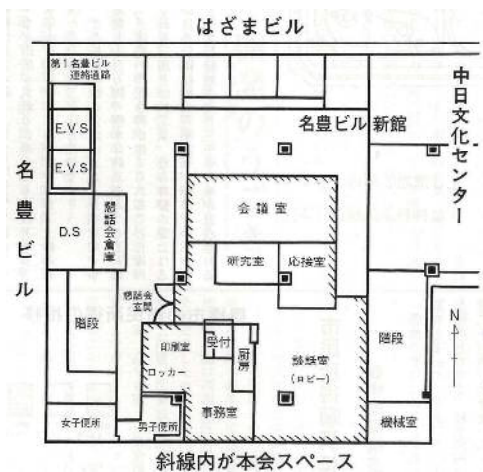 はざまビル
第1名豊ビル
連絡通路
名豊ビル新館
中日文化センター
E.V.S
E.V.S
名豊ビル
D.S
懇話会倉庫
会議室
研究室
応接室
懇話会
玄関
階段
印刷室
受付
厨房
ロッカー
談話室
(ロビー)
N
階段
事務室
女子便所
男子便所
機械室
斜線内が本会スペース